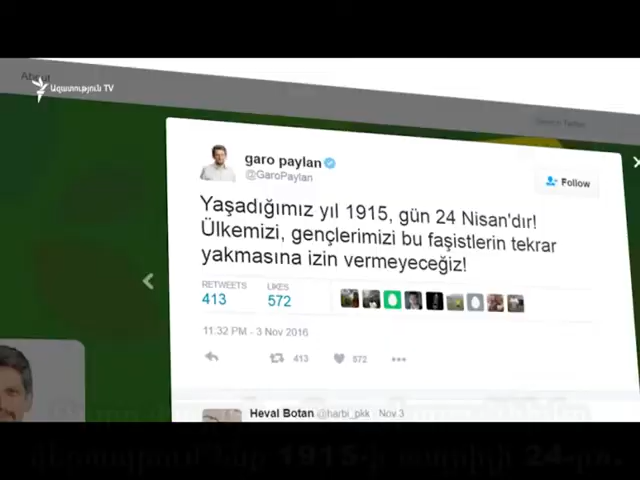 About
Ազատություն TV
garo paylan
@GaroPaylan
Follow
Yaşadığımız yıl 1915, gün 24 Nisan'dır!
Ülkemizi, gençlerimizi bu faşistlerin tekrar
yakmasına izin vermeyeceğiz!
RETWEETS
LIKES
413
572
11:32 PM - 3 Nov 2016
413
572
Heval Botan @harbi_pkk · Nov 3
1915-ի
24-րն.